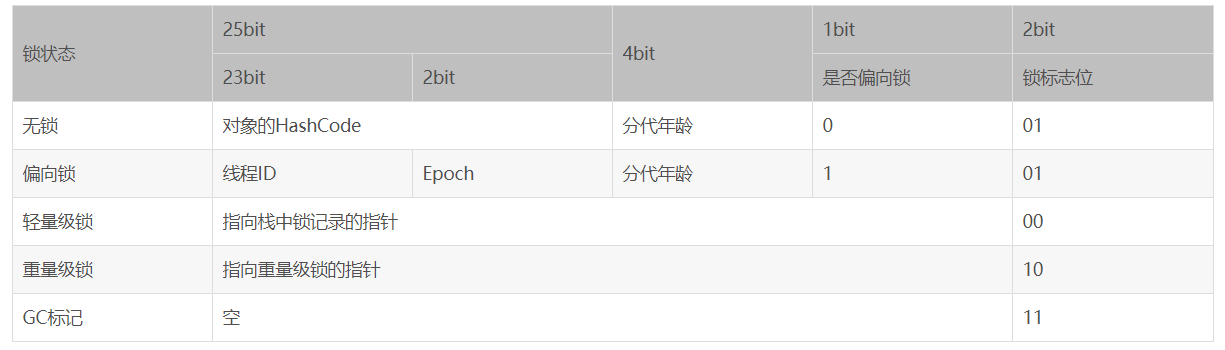 锁状态 25bit 4bit 1bit 2bit
23bit 2bit 是否偏向锁 锁标志位
无锁 对象的HashCode 分代年龄 0 01
偏向锁 线程ID Epoch 分代年龄 1 01
轻量级锁 指向栈中锁记录的指针 00
重量级锁 指向重量级锁的指针 10
GC标记 空 11